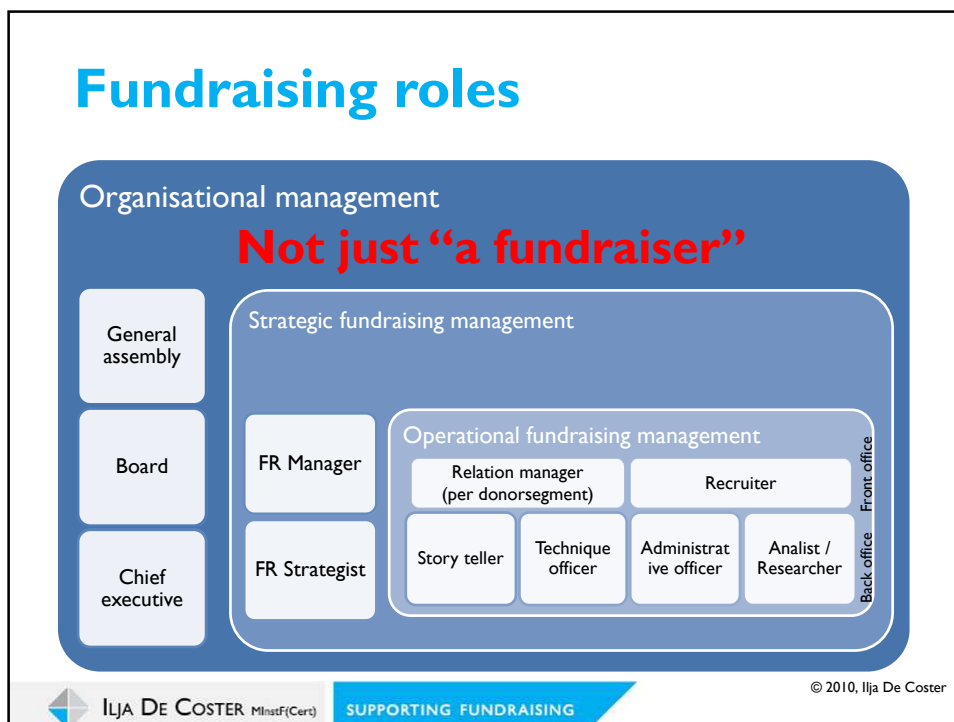 Fundraising roles
Organisational management
Not just “a fundraiser”
General
assembly
Board
Chief
executive
Strategic fundraising management
FR Manager
FR Strategist
Operational fundraising management
Relation manager
(per donorsegment)
Recruiter
Front office
Story teller
Technique
officer
Administrat
ive officer
Analist /
Researcher
Back office
© 2010, Ilja De Coster
ILJA DE COSTER MInstF(Cert)
SUPPORTING FUNDRAISING